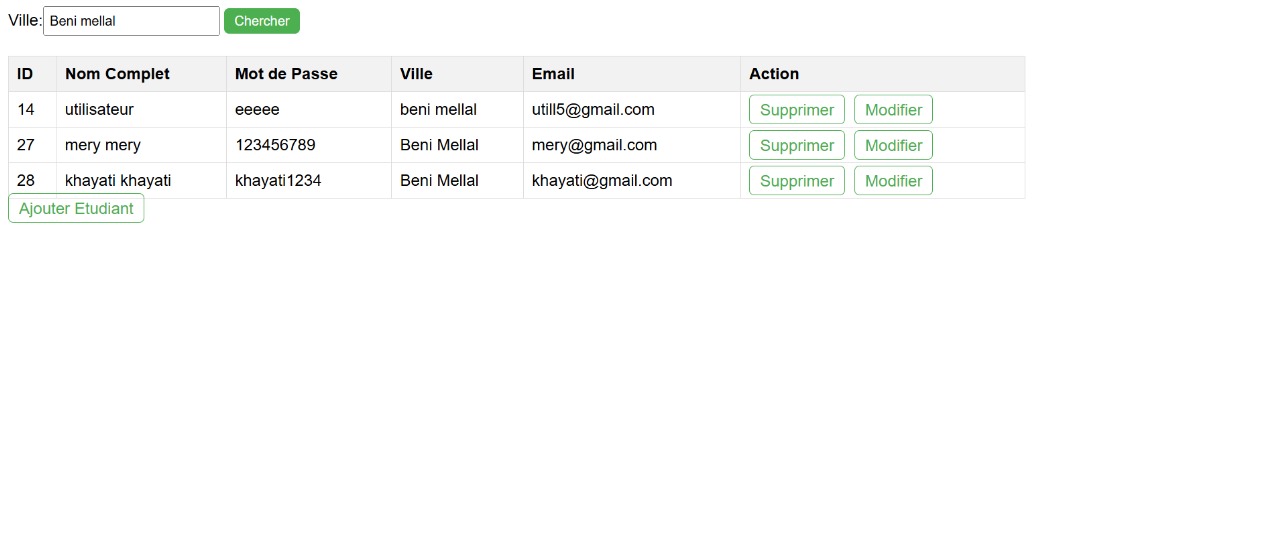 Ville: Beni mellal Chercher
ID Nom Complet Mot de Passe Ville Email Action
14 utilisateur eeeee beni mellal utill5@gmail.com Supprimer Modifier
27 mery mery 123456789 Beni Mellal mery@gmail.com Supprimer Modifier
28 khayati khayati khayati1234 Beni Mellal khayati@gmail.com Supprimer Modifier
Ajouter Etudiant